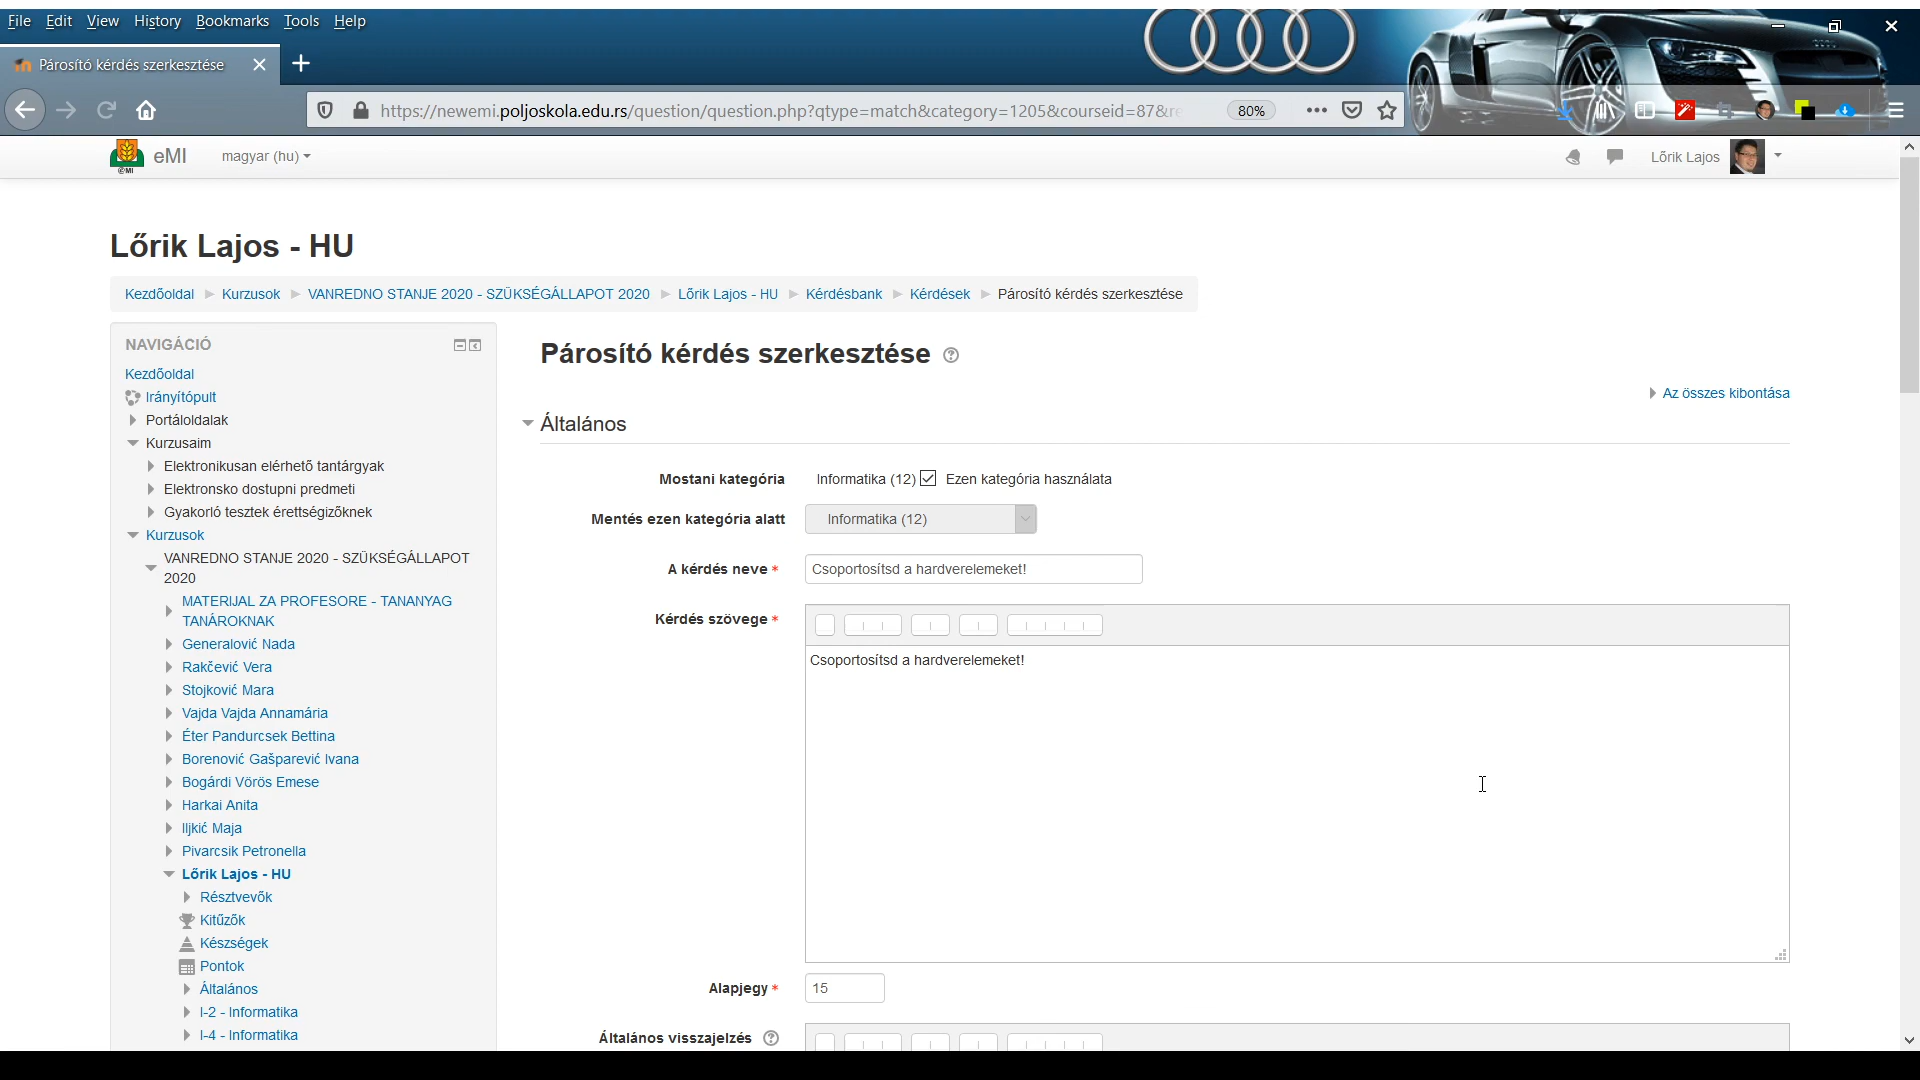 File Edit View History Bookmarks Tools Help
Párosító kérdés szerkesztése
https://newemi.poljoskola.edu.rs/question/question.php?qtype=match&category=1205&courseid=87&re
80%
eMI magyar (hu)
Lőrik Lajos
Lőrik Lajos - HU
Kezdőoldal Kurzusok VANREDNO STANJE 2020 - SZÜKSÉGÁLLAPOT 2020 Lőrik Lajos - HU Kérdésbank Kérdések Párosító kérdés szerkesztése
NAVIGÁCIÓ
Kezdőoldal
Irányítópult
Portáloldalak
Kurzusaim
Elektronikusan elérhető tantárgyak
Elektronsko dostupni predmeti
Gyakorló tesztek érettségizőknek
Kurzusok
VANREDNO STANJE 2020 - SZÜKSÉGÁLLAPOT
2020
MATERIJAL ZA PROFESORE - TANANYAG
TANÁROKNAK
Generalović Nada
Rakčević Vera
Stojković Mara
Vajda Vajda Annamária
Éter Pandurcsek Bettina
Borenović Gašparević Ivana
Bogárdi Vörös Emese
Harkai Anita
Iljkić Maja
Pivarcsik Petronella
Lőrik Lajos - HU
Résztvevők
Kitűzők
Készségek
Pontok
Általános
I-2 - Informatika
I-4 - Informatika
Párosító kérdés szerkesztése
Az összes kibontása
Általános
Mostani kategória Informatika (12) Ezen kategória használata
Mentés ezen kategória alatt Informatika (12)
A kérdés neve * Csoportosítsd a hardverelemeket!
Kérdés szövege *
Csoportosítsd a hardverelemeket!
Alapjegy * 15
Általános visszajelzés